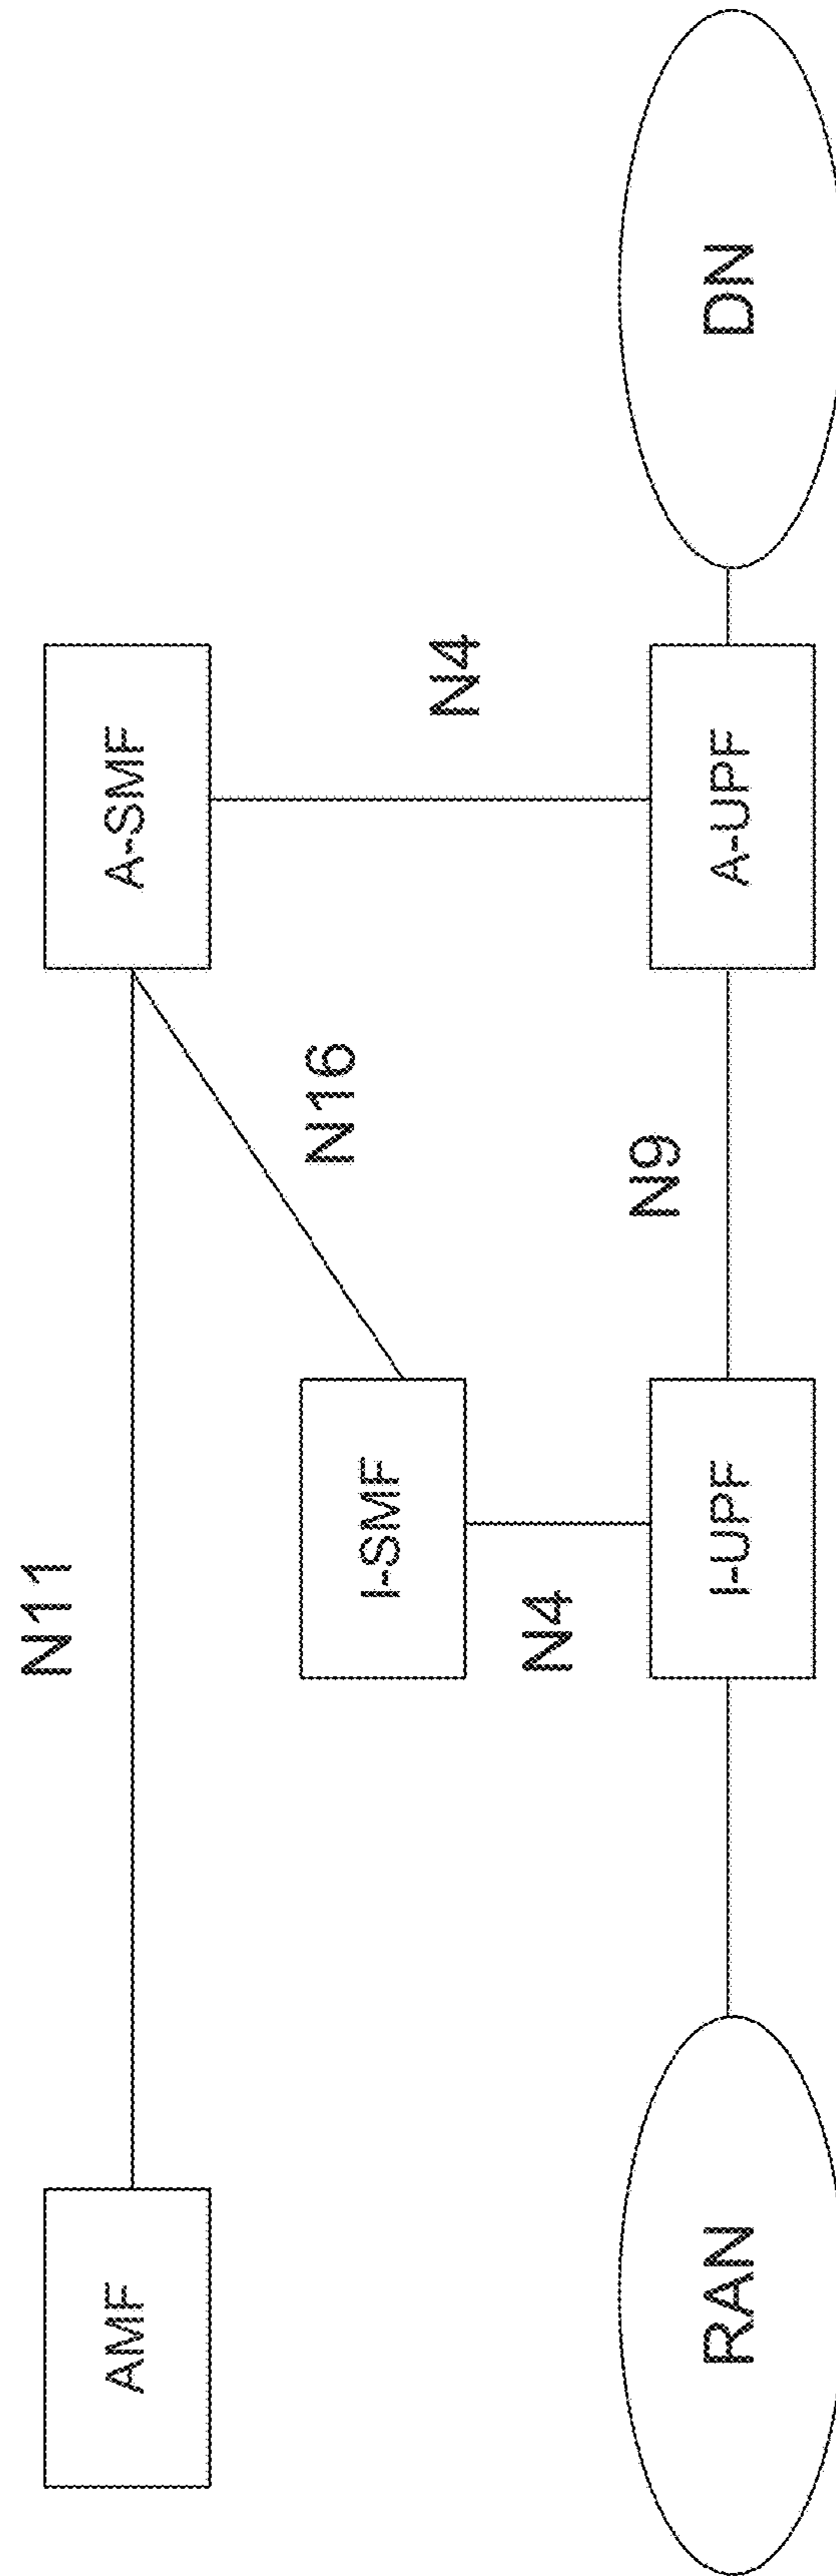 N11
AMF
A-SMF
N16
I-SMF
N4
N4
N9
RAN
I-UPF
A-UPF
DN